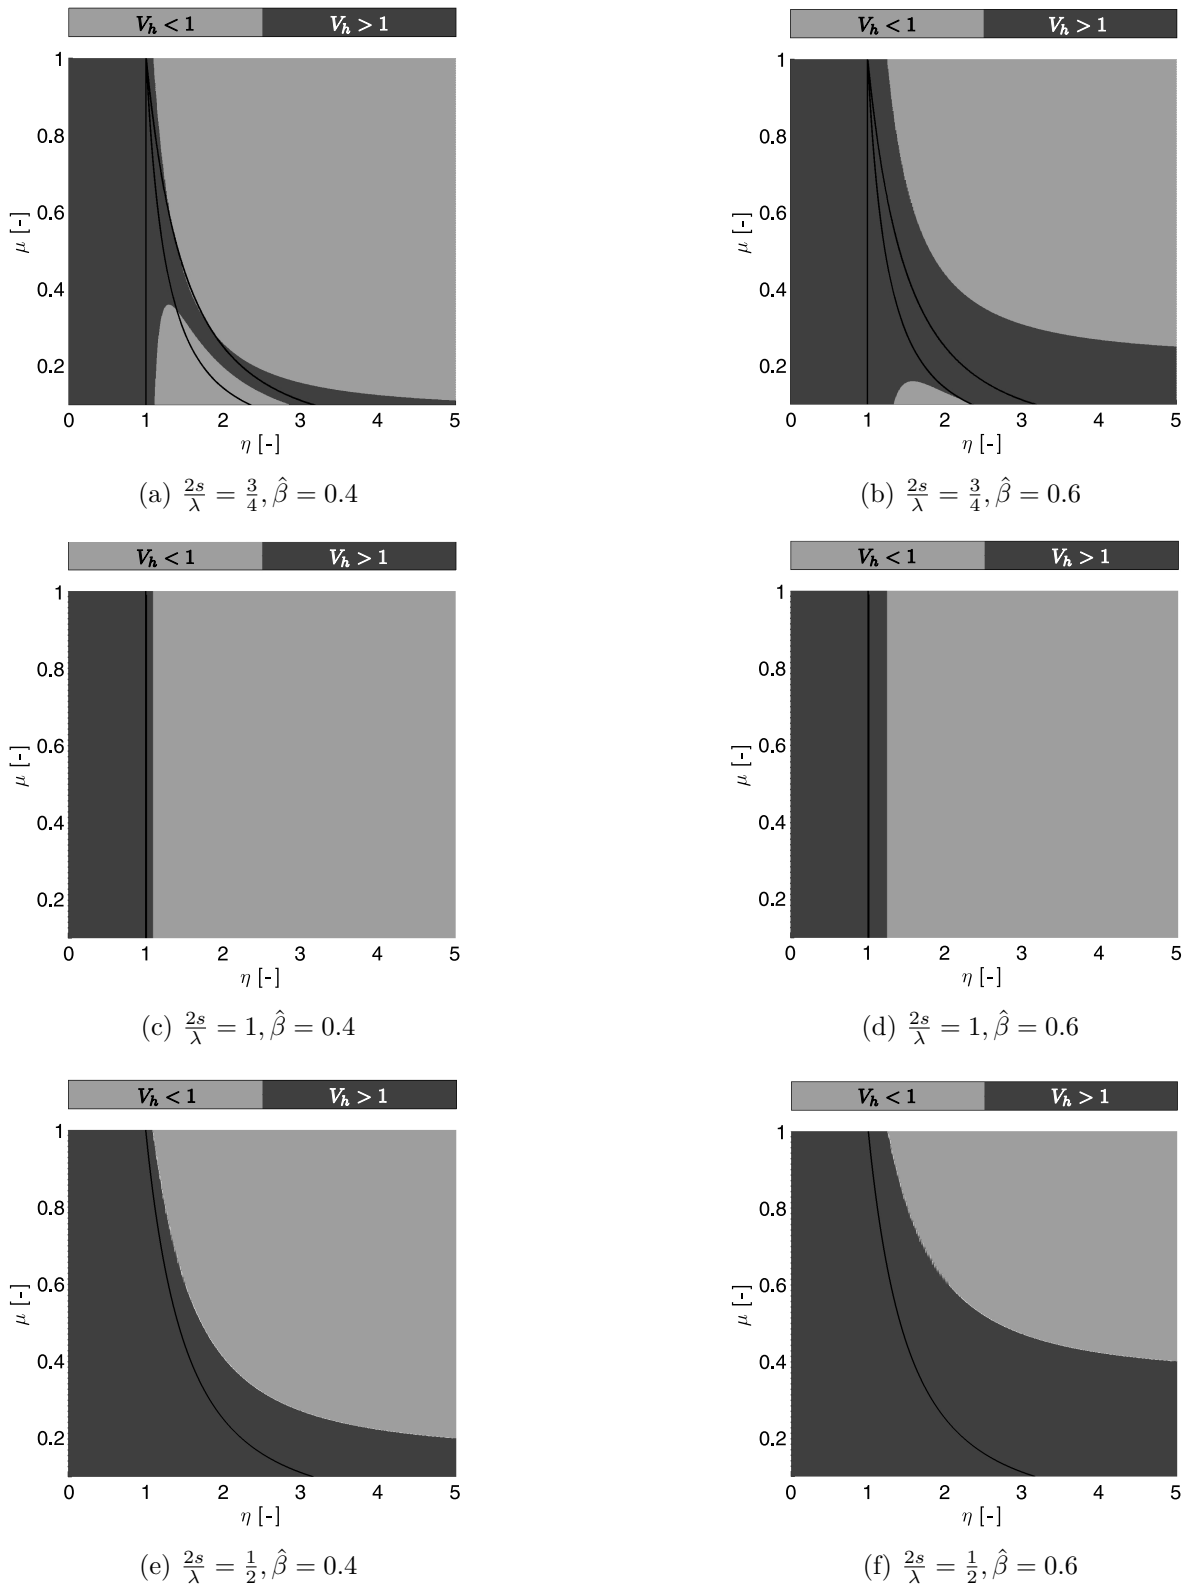 V_h < 1 V_h > 1
V_h < 1 V_h > 1
1
0.8
0.6
0.4
0.2
μ [-]
0 1 2 3 4 5
η [-]
1
0.8
0.6
0.4
0.2
μ [-]
0 1 2 3 4 5
η [-]
(a) 2s/λ = 3/4, β̂ = 0.4
(b) 2s/λ = 3/4, β̂ = 0.6
V_h < 1 V_h > 1
V_h < 1 V_h > 1
1
0.8
0.6
0.4
0.2
μ [-]
0 1 2 3 4 5
η [-]
1
0.8
0.6
0.4
0.2
μ [-]
0 1 2 3 4 5
η [-]
(c) 2s/λ = 1, β̂ = 0.4
(d) 2s/λ = 1, β̂ = 0.6
V_h < 1 V_h > 1
V_h < 1 V_h > 1
1
0.8
0.6
0.4
0.2
μ [-]
0 1 2 3 4 5
η [-]
1
0.8
0.6
0.4
0.2
μ [-]
0 1 2 3 4 5
η [-]
(e) 2s/λ = 1/2, β̂ = 0.4
(f) 2s/λ = 1/2, β̂ = 0.6